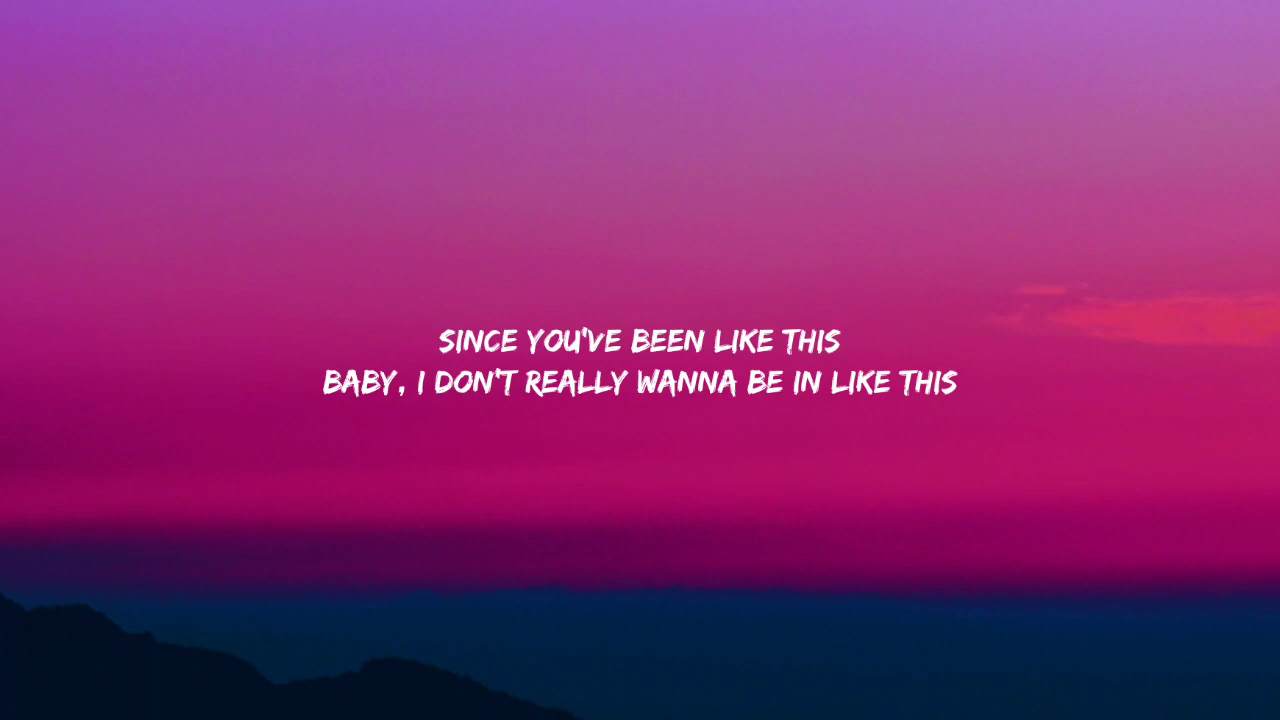 SINCE YOU'VE BEEN LIKE THIS
BABY, I DON'T REALLY WANNA BE IN LIKE THIS